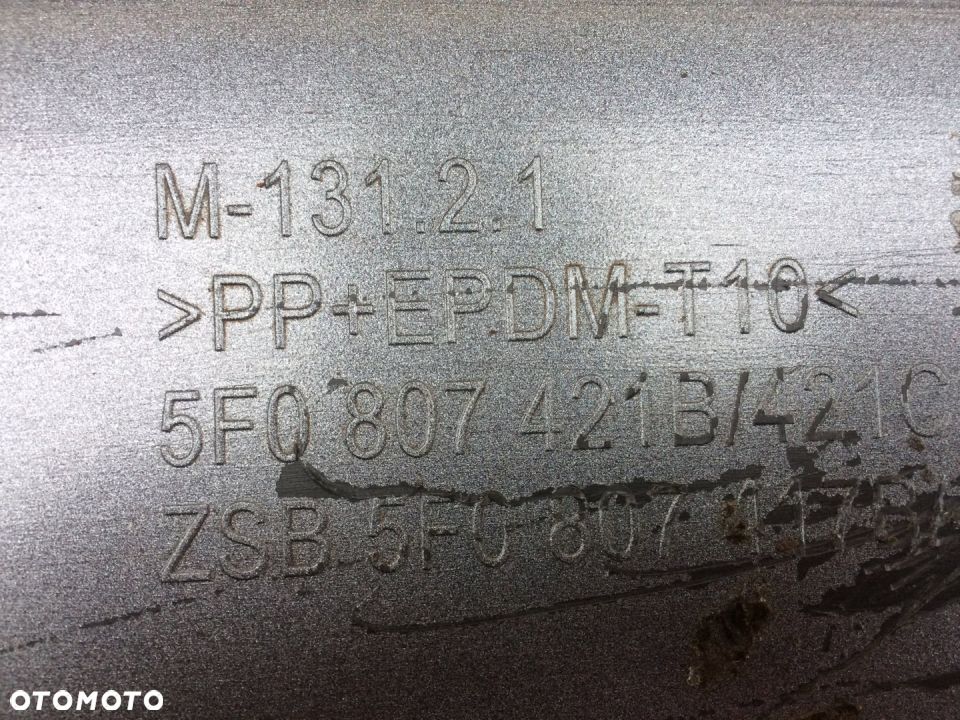 M-131.2.1
>PP+EPDM-T10<
5F0 807 421B/421C
ZSB 5F0 807
OTOMOTO